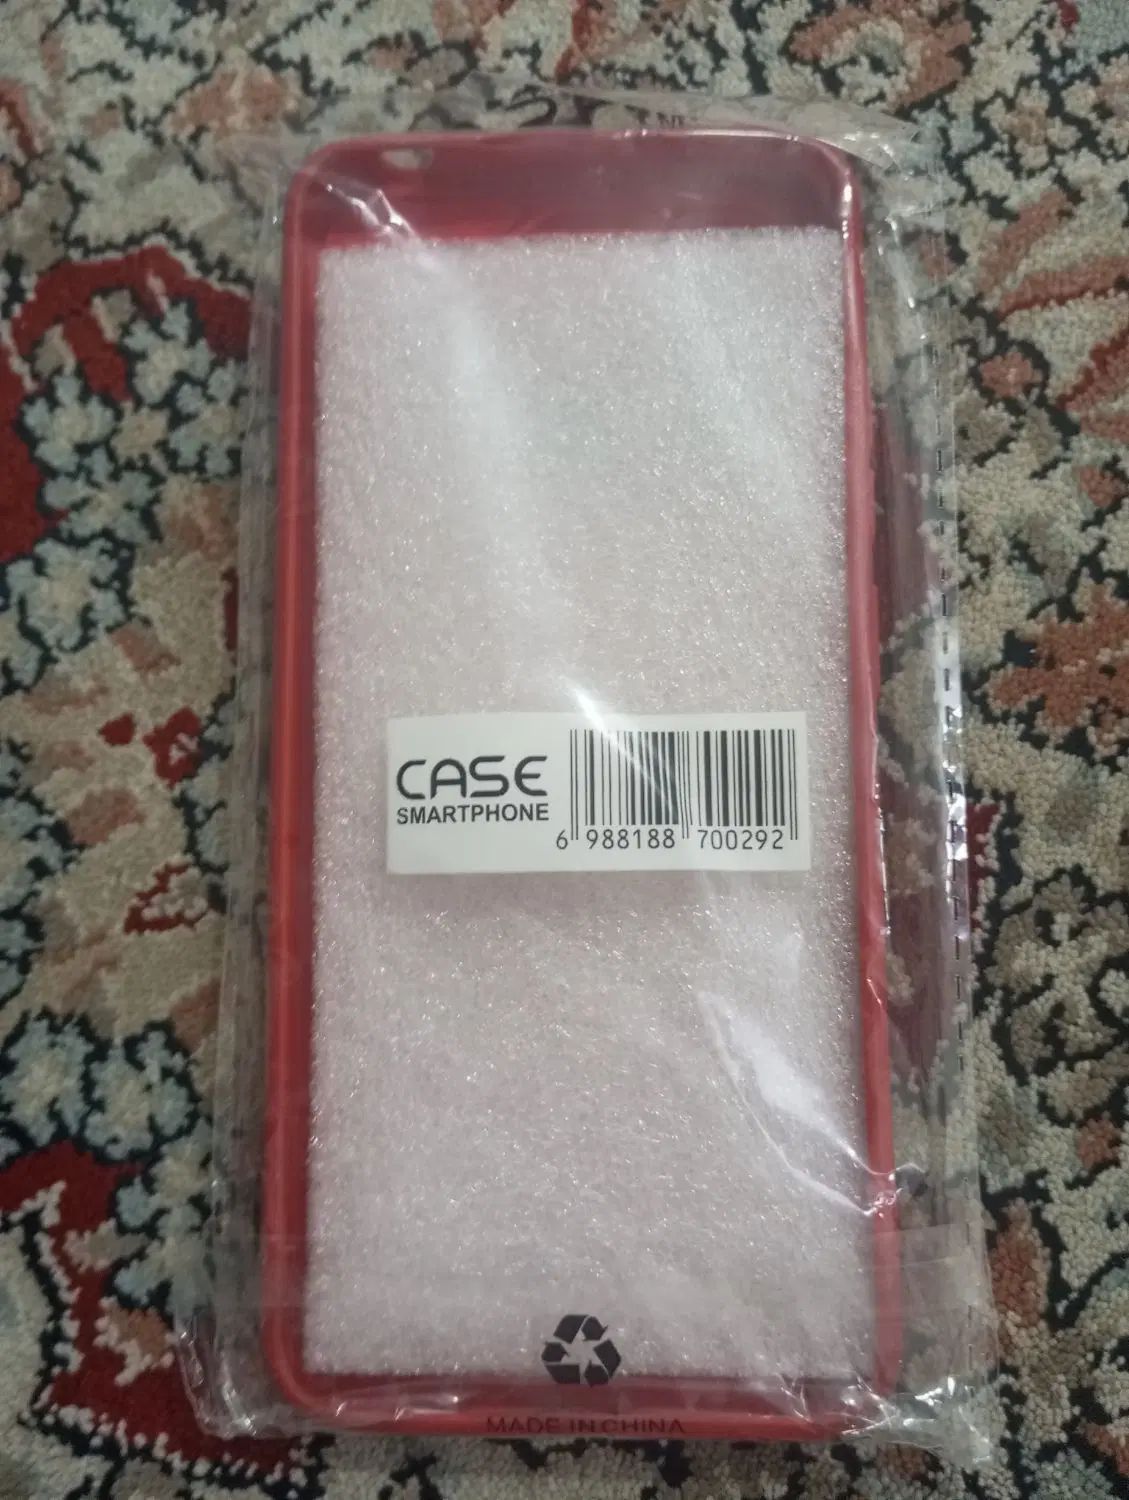 CASE
SMARTPHONE
6 988188 700292
MADE IN CHINA